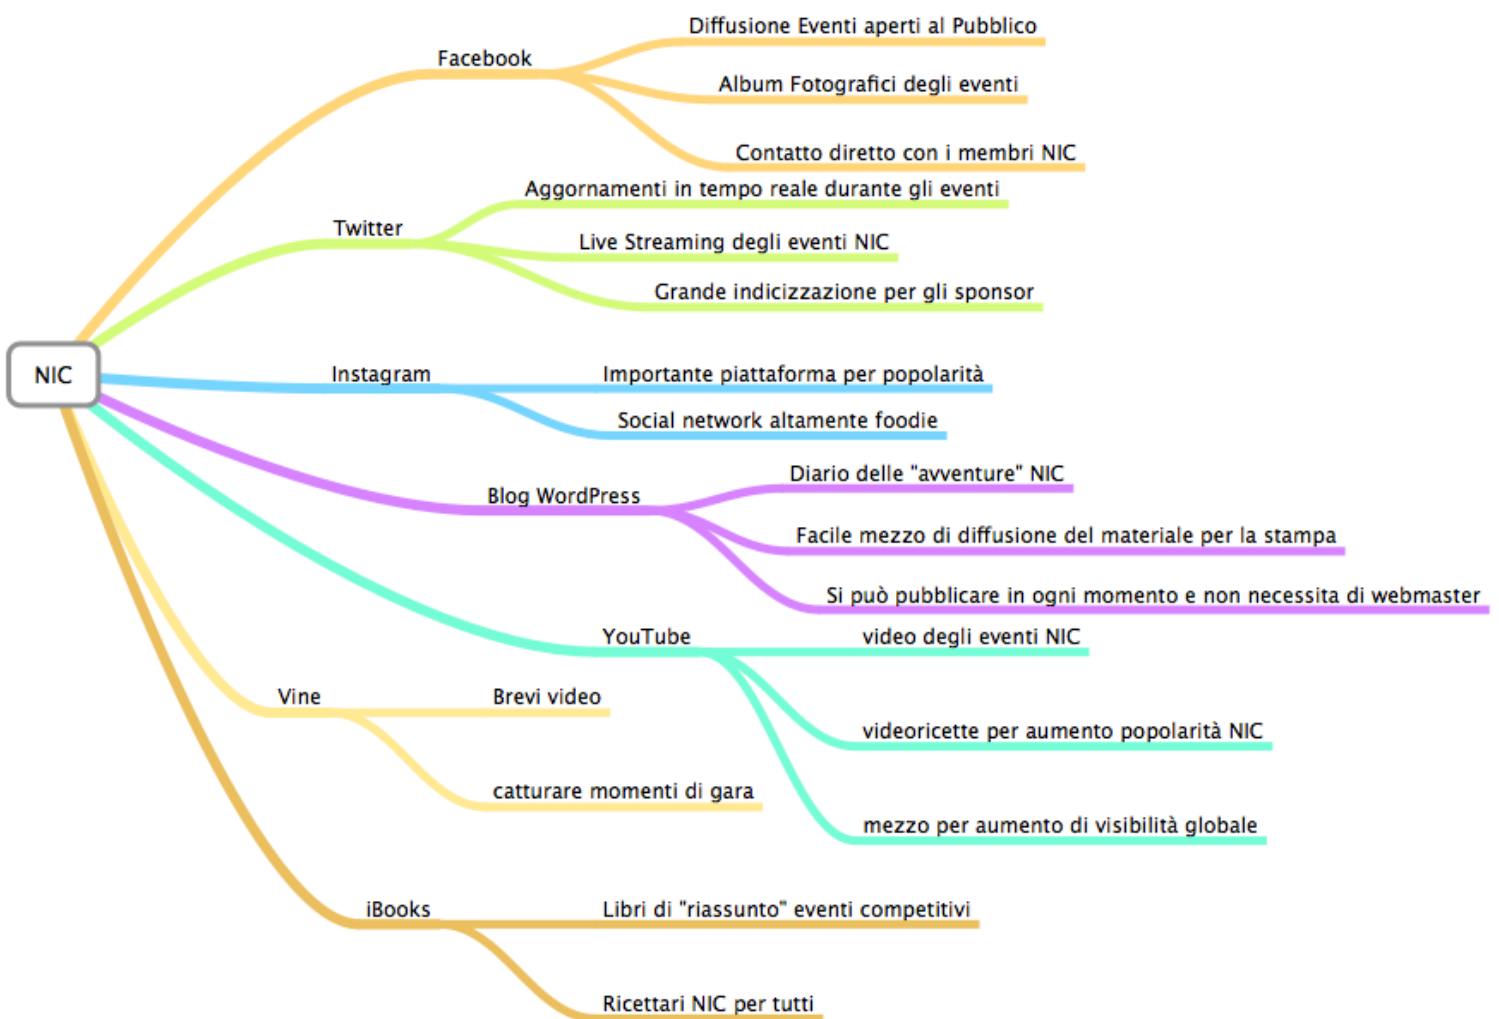 NIC
Facebook
Diffusione Eventi aperti al Pubblico
Album Fotografici degli eventi
Contatto diretto con i membri NIC
Twitter
Aggornamenti in tempo reale durante gli eventi
Live Streaming degli eventi NIC
Grande indicizzazione per gli sponsor
Instagram
Importante piattaforma per popolarità
Social network altamente foodie
Blog WordPress
Diario delle "avventure" NIC
Facile mezzo di diffusione del materiale per la stampa
Si può pubblicare in ogni momento e non necessita di webmaster
YouTube
video degli eventi NIC
videoricette per aumento popolarità NIC
mezzo per aumento di visibilità globale
Vine
Brevi video
catturare momenti di gara
iBooks
Libri di "riassunto" eventi competitivi
Ricettari NIC per tutti